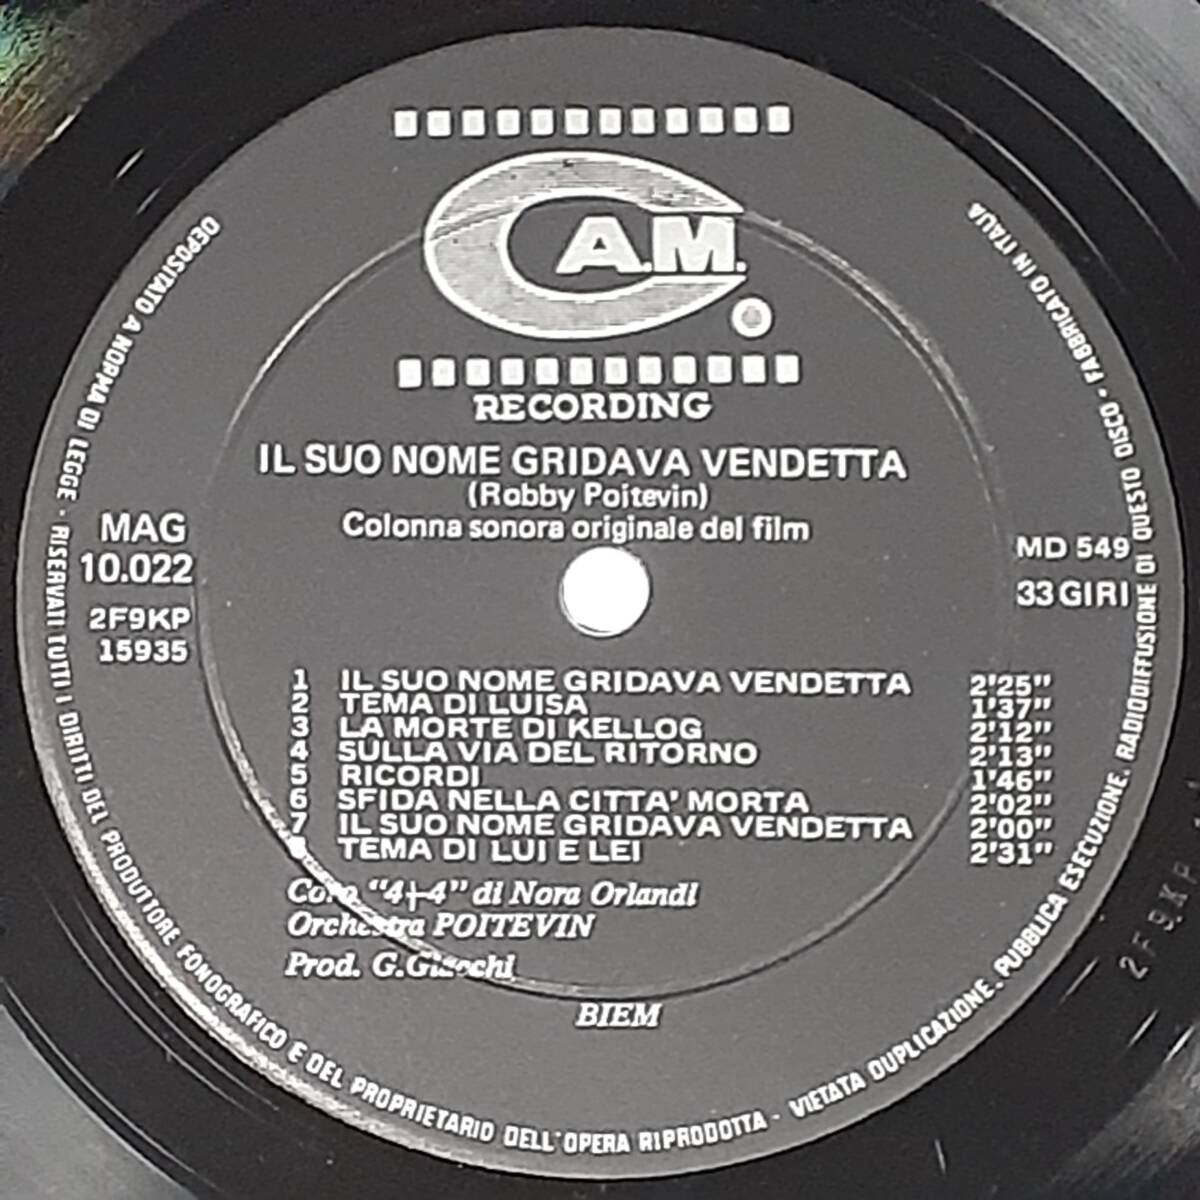 C.A.M.
RECORDING
IL SUO NOME GRIDAVA VENDETTA
(Robby Poitevin)
Colonna sonora originale del film
MAG
10.022
2F9KP
15935
MD 549
33 GIRI
1 IL SUO NOME GRIDAVA VENDETTA 2'25"
2 TEMA DI LUISA 1'37"
3 LA MORTE DI KELLOG 2'12"
4 SULLA VIA DEL RITORNO 2'13"
5 RICORDI 1'46"
6 SFIDA NELLA CITTA' MORTA 2'02"
7 IL SUO NOME GRIDAVA VENDETTA 2'00"
TEMA DI LUI E LEI 2'31"
Coro "4+4" di Nora Orlandi
Orchestra POITEVIN
Prod. G.Giacchi
BIEM
DEPOSITATO A NORMA DI LEGGE - RISERVATI TUTTI I DIRITTI DEL PRODUTTORE FONOGRAFICO E DEL PROPRIETARIO DELL'OPERA RIPRODOTTA - VIETATA DUPLICAZIONE. PUBBLICA ESECUZIONE. RADIODIFFUSIONE DI QUESTO DISCO - FABBRICATO IN ITALIA
2F9KP